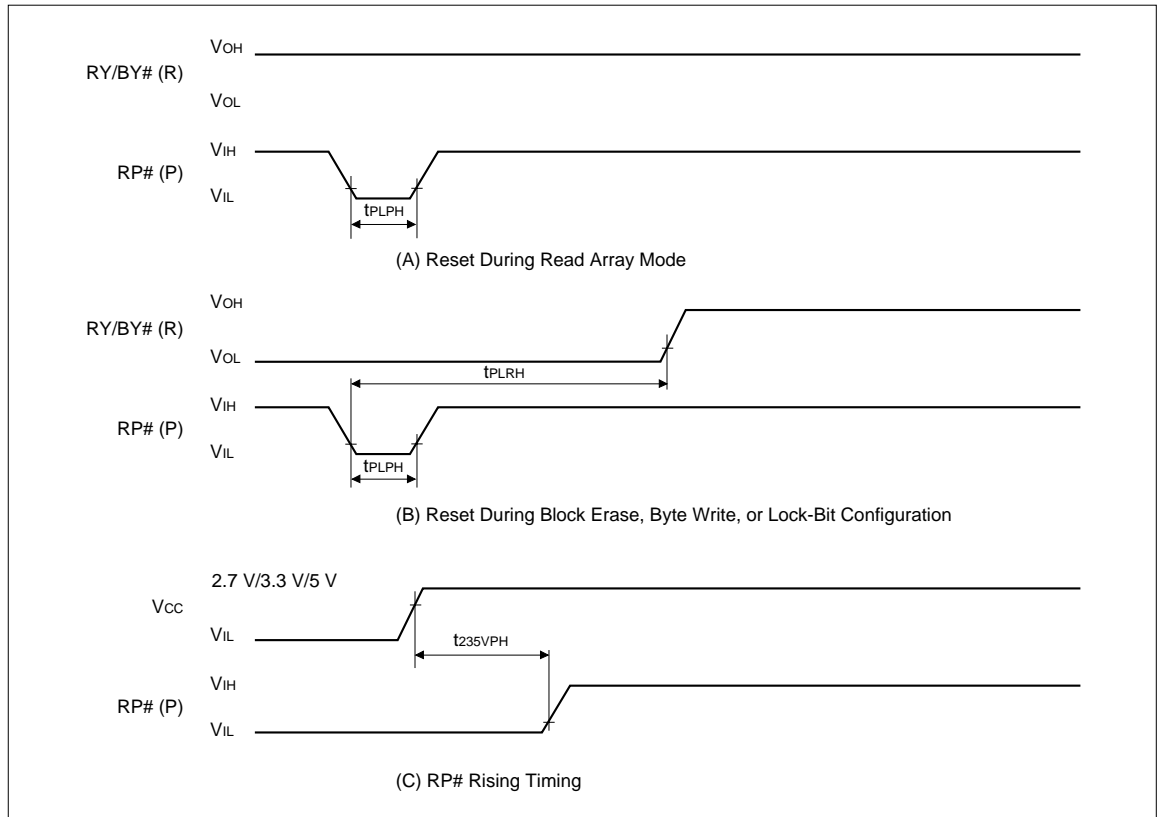 VOH
RY/BY# (R)
VOL
VIH
RP# (P)
VIL
tPLPH
(A) Reset During Read Array Mode
VOH
RY/BY# (R)
VOL
tPLRH
VIH
RP# (P)
VIL
tPLPH
(B) Reset During Block Erase, Byte Write, or Lock-Bit Configuration
2.7 V/3.3 V/5 V
VCC
VIL
t235VPH
VIH
RP# (P)
VIL
(C) RP# Rising Timing